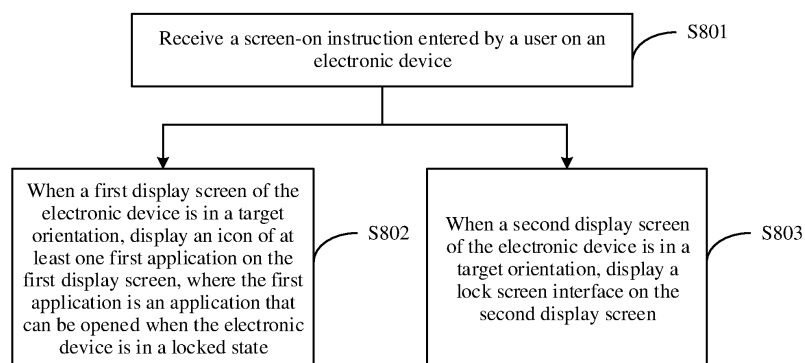 Receive a screen-on instruction entered by a user on an
electronic device
S801
When a first display screen of the
electronic device is in a target
orientation, display an icon of at
least one first application on the
first display screen, where the first
application is an application that
can be opened when the electronic
device is in a locked state
S802
When a second display screen
of the electronic device is in a
target orientation, display a
lock screen interface on the
second display screen
S803